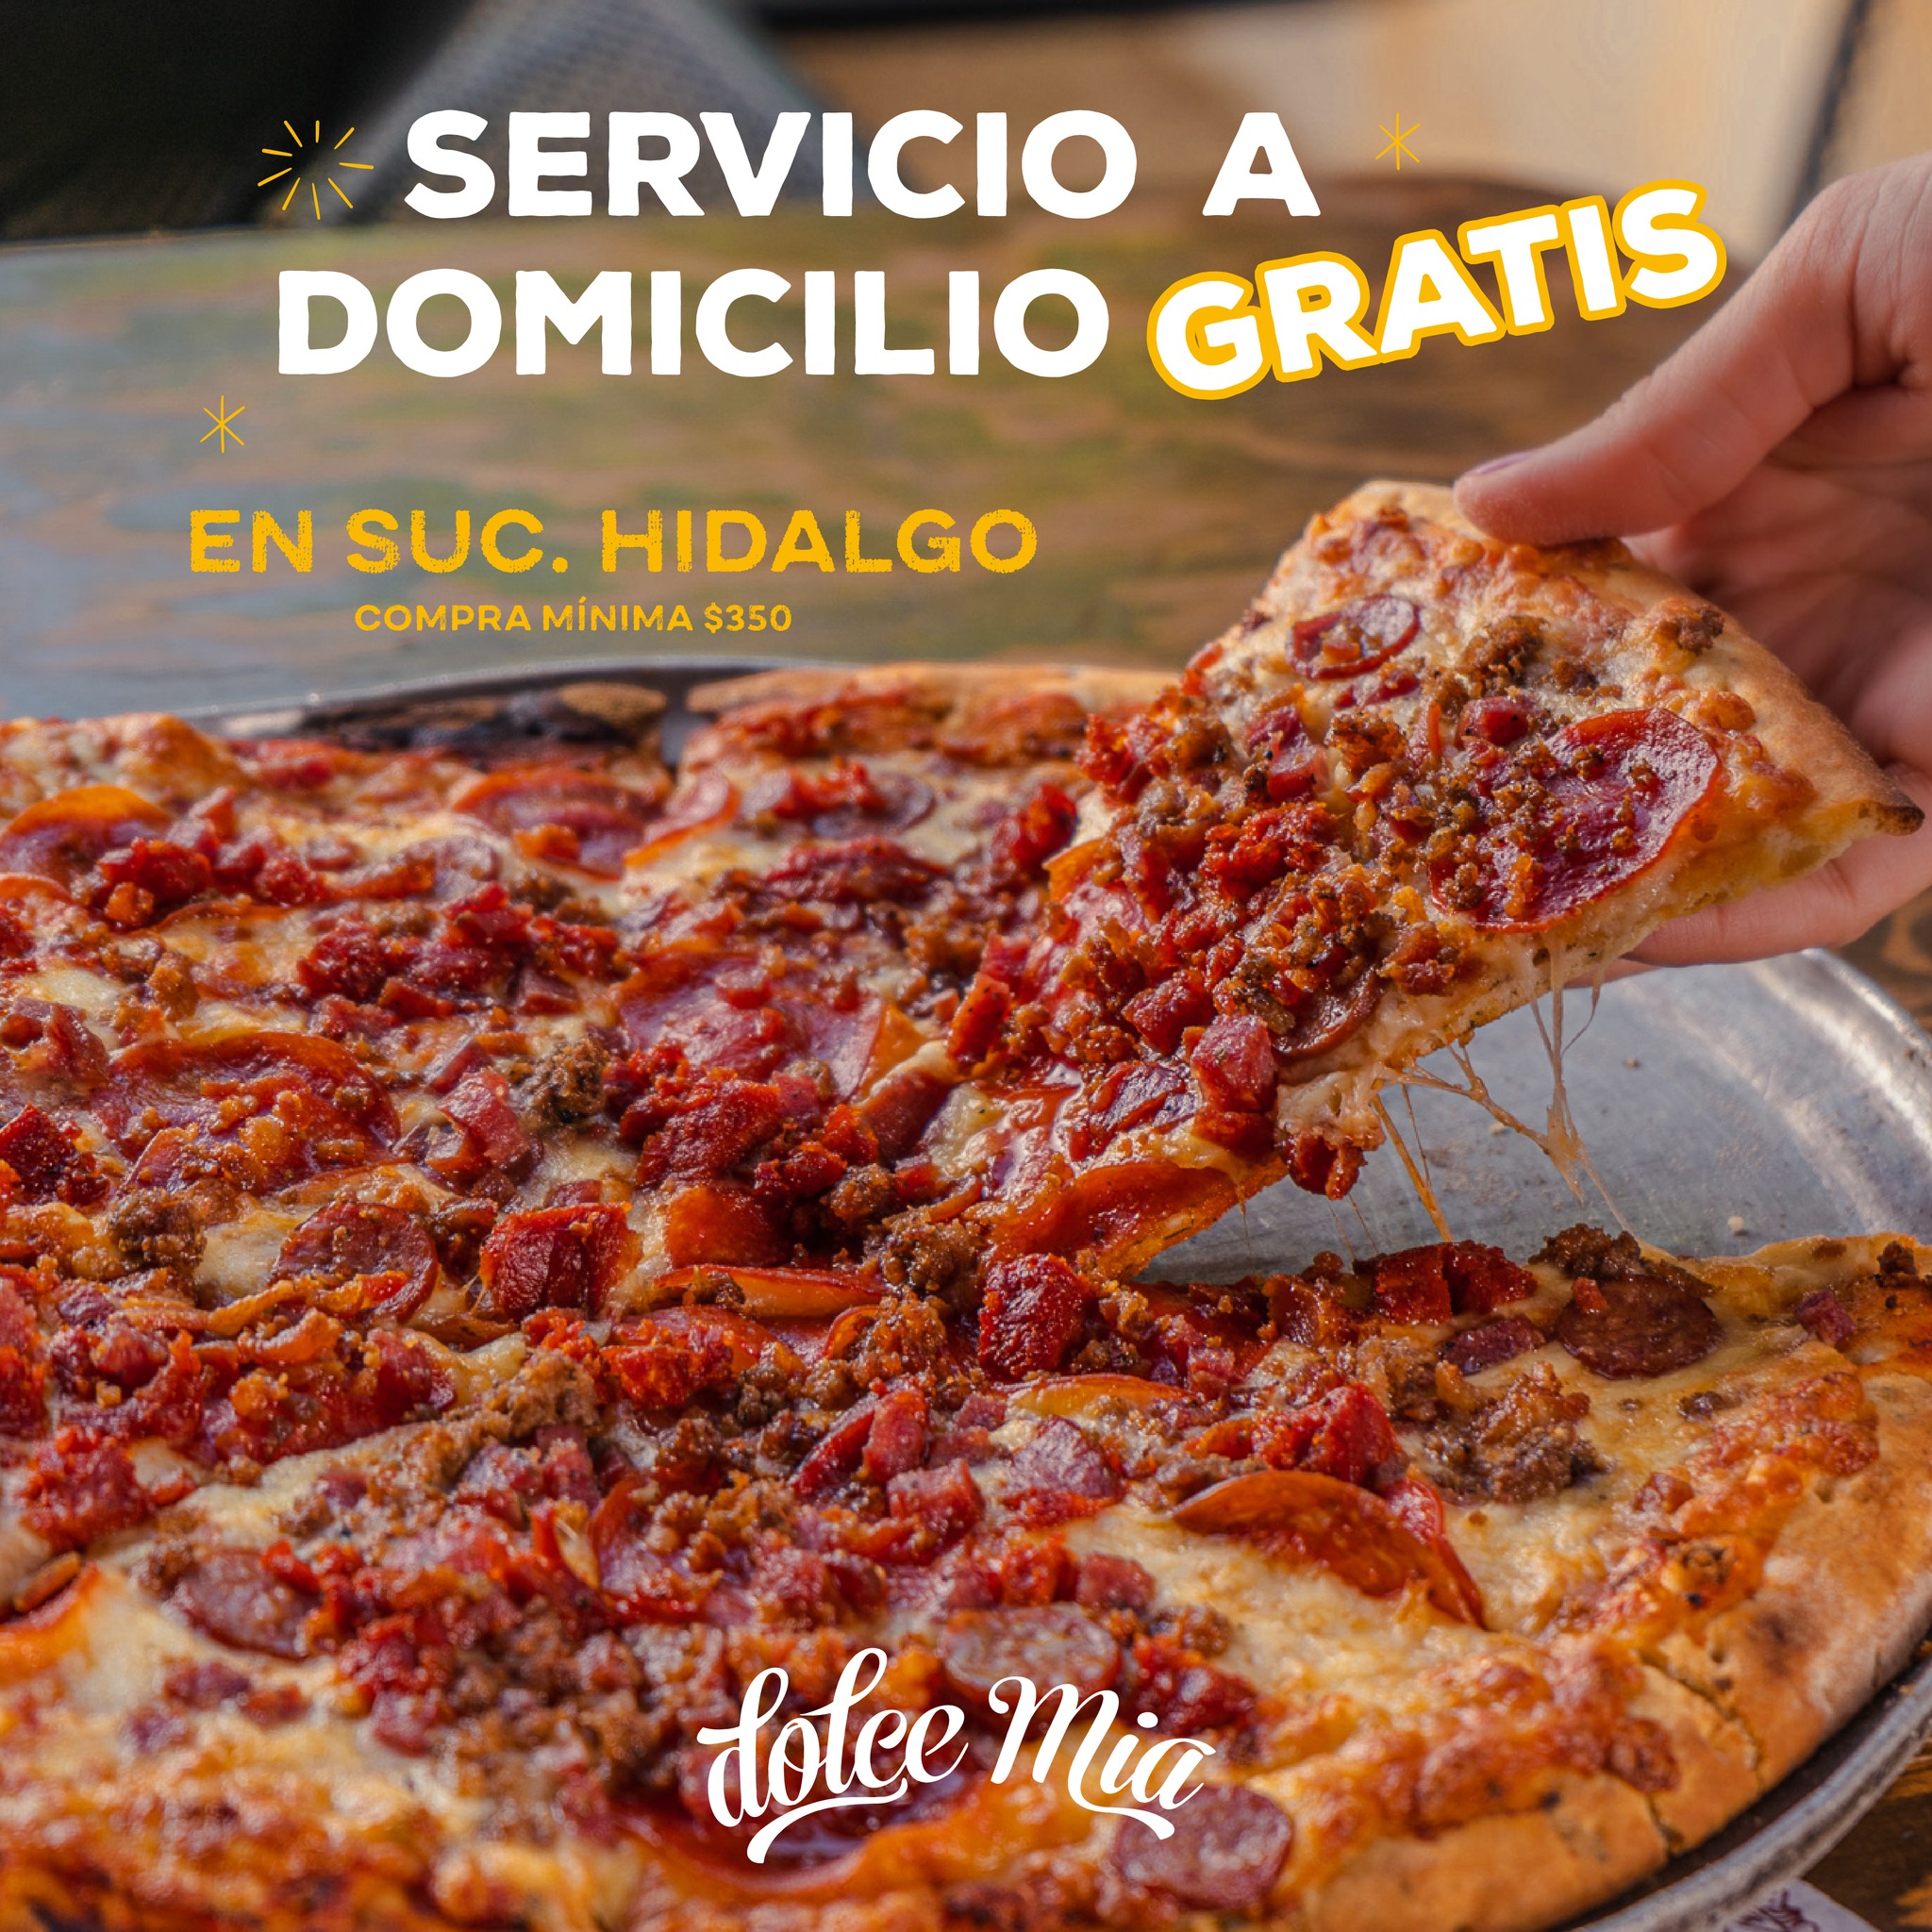 SERVICIO A
DOMICILIO GRATIS
EN SUC. HIDALGO
COMPRA MÍNIMA $350
dolce Mia